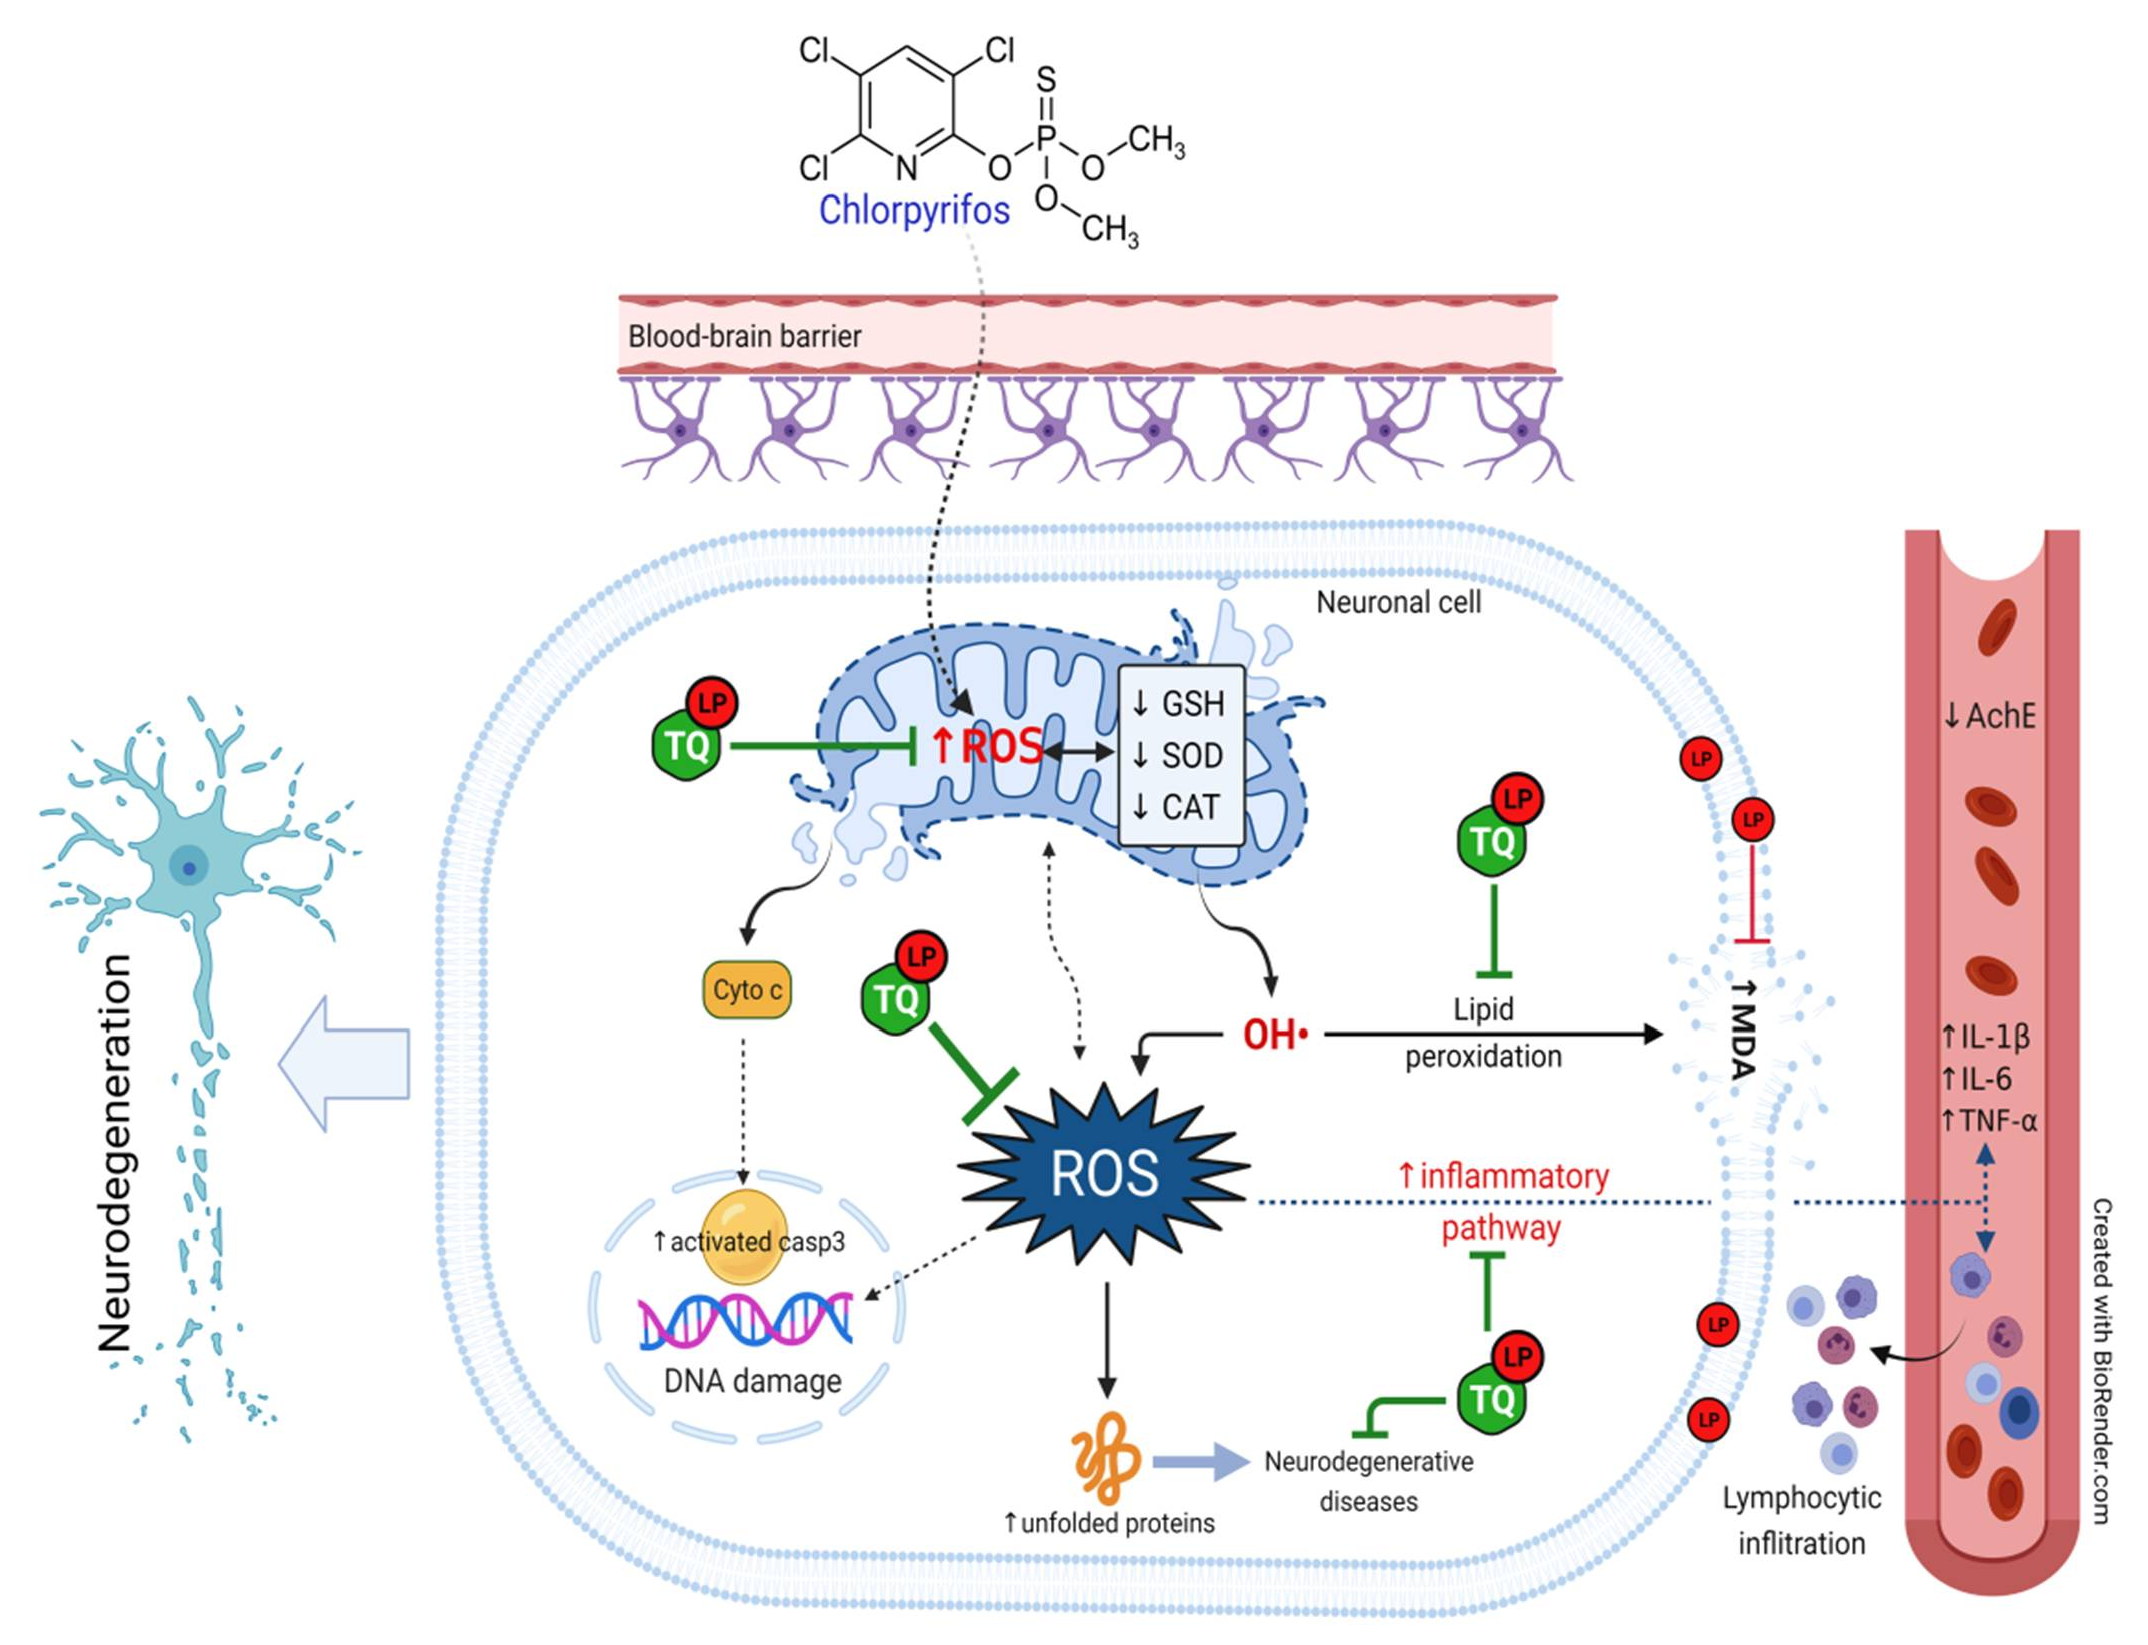 Cl
Cl
S
P
O
CH3
Cl
N
O
O
CH3
Chlorpyrifos
Blood-brain barrier
Neuronal cell
LP
TQ
↑ROS
↓ GSH
↓ SOD
↓ CAT
LP
LP
LP
TQ
↓AchE
Cyto c
LP
TQ
OH•
Lipid
peroxidation
↑MDA
↑IL-1β
↑IL-6
↑TNF-α
ROS
↑inflammatory
pathway
↑activated casp3
DNA damage
LP
TQ
LP
LP
Neurodegenerative
diseases
↑unfolded proteins
Lymphocytic
inflitration
Neurodegeneration
Created with BioRender.com